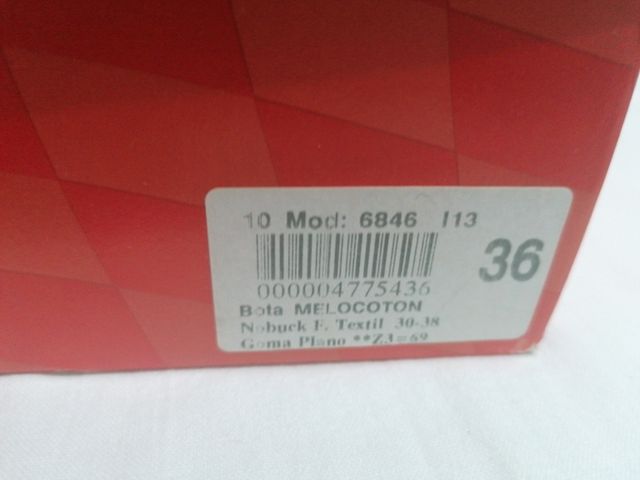 10 Mod: 6846 I13
36
000004775436
Bota MELOCOTON
Nobuck F. Textil 30-38
Goma Plano **Z3=69